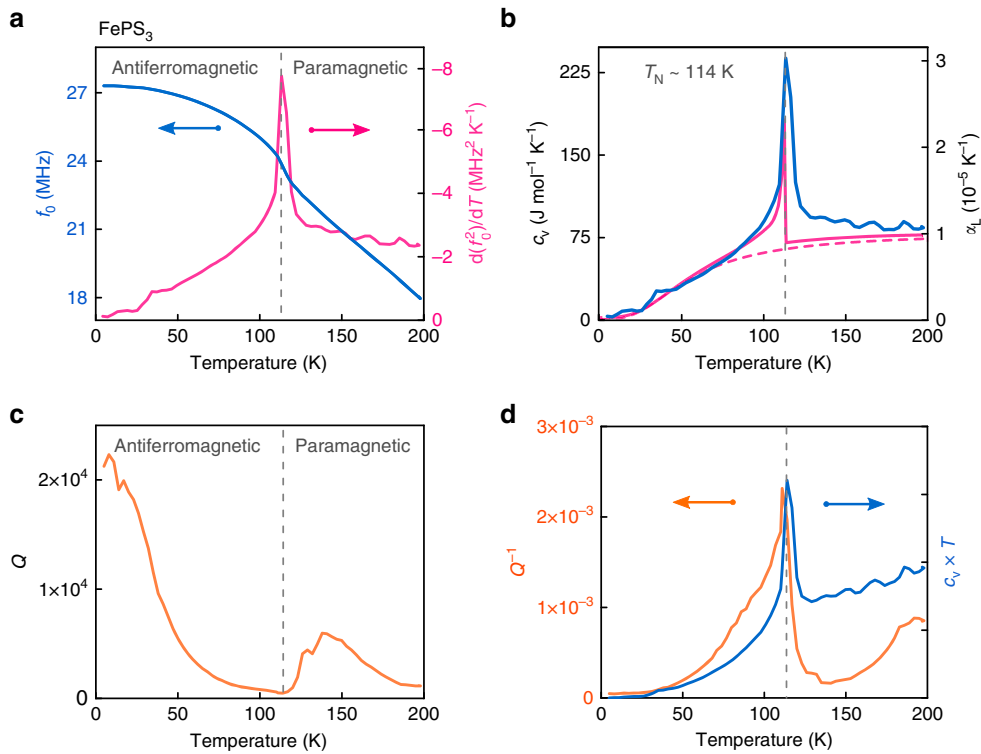 a
FePS3
Antiferromagnetic
Paramagnetic
f0 (MHz)
27
24
21
18
–8
–6
–4
–2
0
d(f0²)/dT (MHz² K⁻¹)
0 50 100 150 200
Temperature (K)
b
TN ~ 114 K
cv (J mol⁻¹ K⁻¹)
225
150
75
0
3
2
1
0
αL (10⁻⁵ K⁻¹)
0 50 100 150 200
Temperature (K)
c
Antiferromagnetic
Paramagnetic
Q
2×10⁴
1×10⁴
0
0 50 100 150 200
Temperature (K)
d
Q⁻¹
3×10⁻³
2×10⁻³
1×10⁻³
0
cv × T
0 50 100 150 200
Temperature (K)